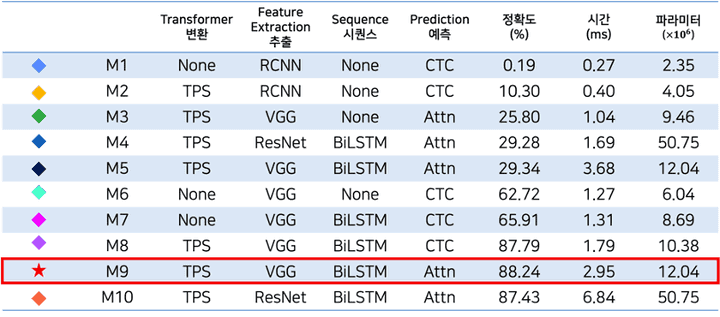 Transformer 변환 Feature Extraction 추출 Sequence 시퀀스 Prediction 예측 정확도 (%) 시간 (ms) 파라미터 (×10⁶)
M1 None RCNN None CTC 0.19 0.27 2.35
M2 TPS RCNN None CTC 10.30 0.40 4.05
M3 TPS VGG None Attn 25.80 1.04 9.46
M4 TPS ResNet BiLSTM Attn 29.28 1.69 50.75
M5 TPS VGG BiLSTM Attn 29.34 3.68 12.04
M6 None VGG None CTC 62.72 1.27 6.04
M7 None VGG BiLSTM CTC 65.91 1.31 8.69
M8 TPS VGG BiLSTM CTC 87.79 1.79 10.38
M9 TPS VGG BiLSTM Attn 88.24 2.95 12.04
M10 TPS ResNet BiLSTM Attn 87.43 6.84 50.75